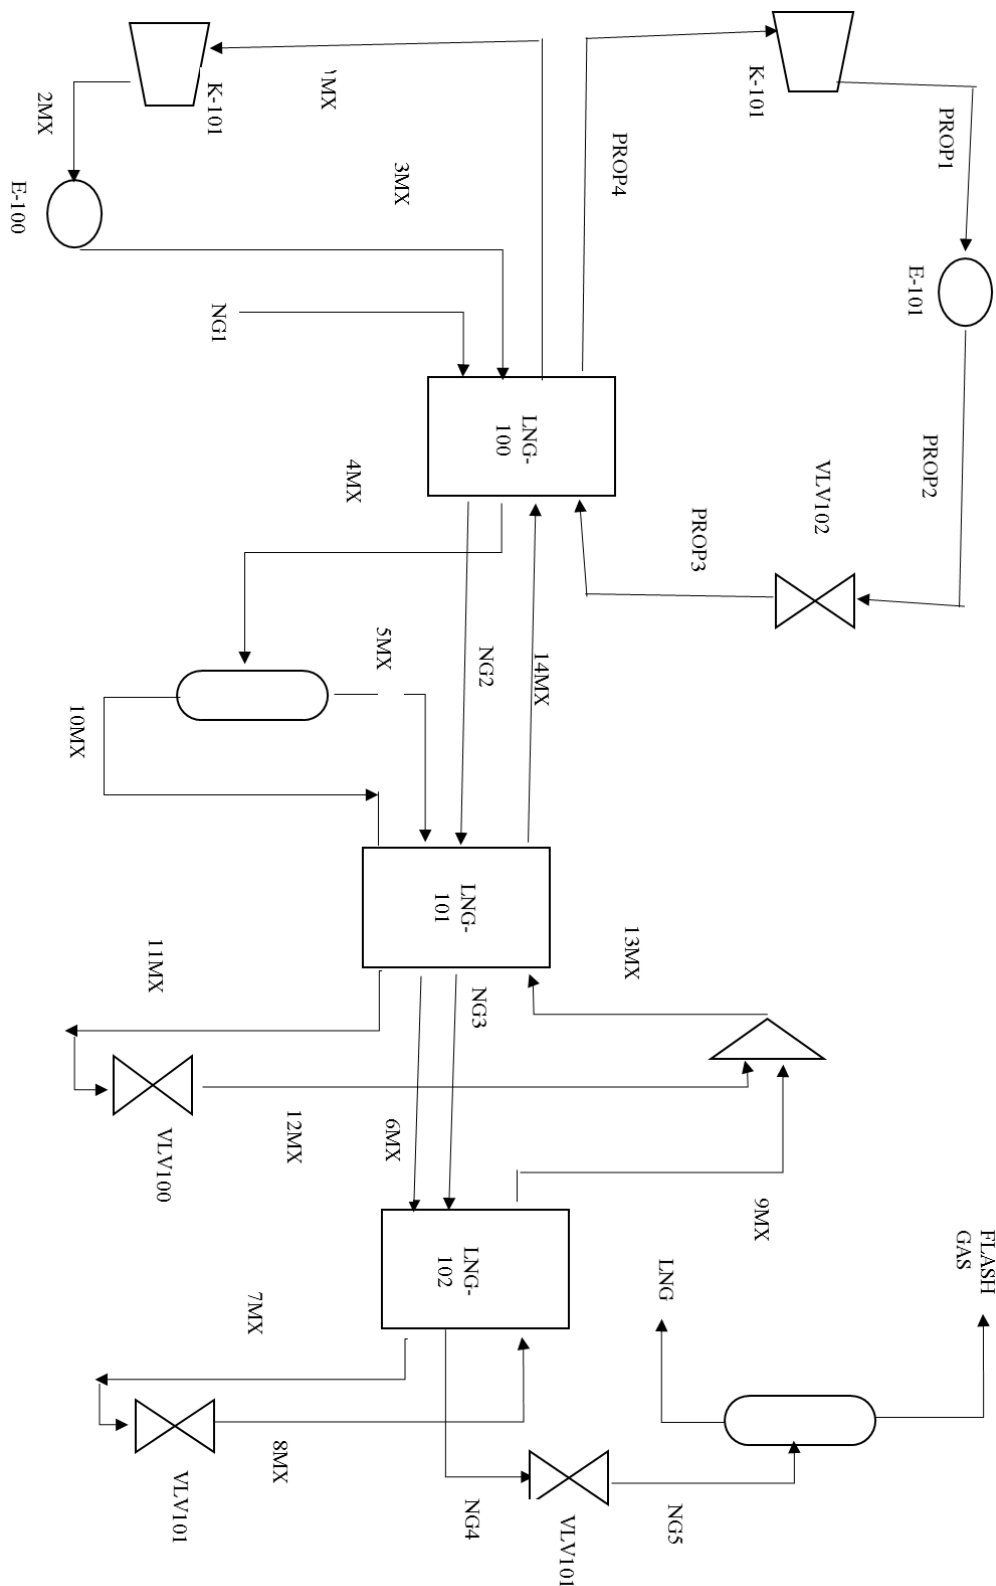 K-101
1MX
2MX
E-100
3MX
NG1
K-101
PROP1
PROP4
E-101
PROP2
VLV102
PROP3
LNG-
100
4MX
5MX
NG2
14MX
10MX
LNG-
101
11MX
13MX
NG3
VLV100
12MX
6MX
9MX
LNG-
102
7MX
8MX
VLV101
NG4
VLV101
NG5
LNG
FLASH
GAS